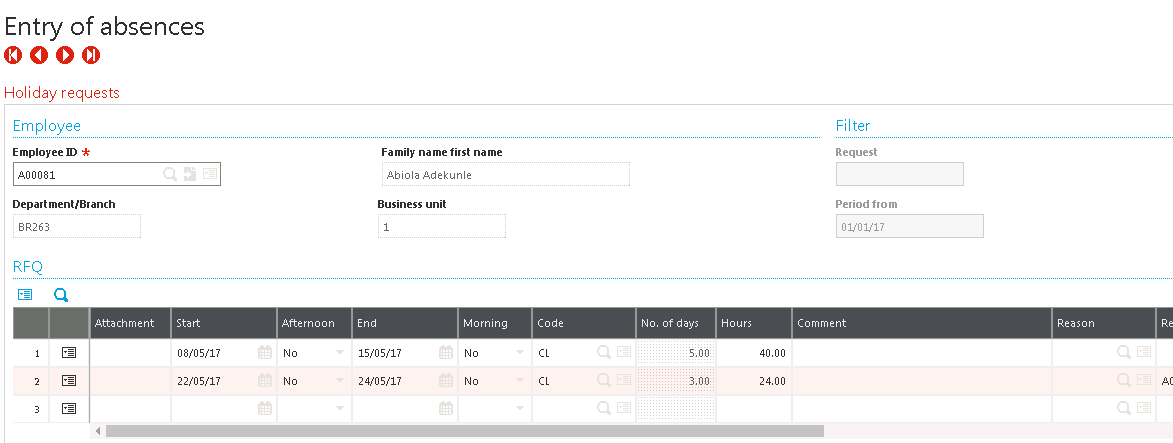 Entry of absences
Holiday requests
Employee Filter
Employee ID * Family name first name Request
A00081 Abiola Adekunle
Department/Branch Business unit Period from
BR263 1 01/01/17
RFQ
Attachment Start Afternoon End Morning Code No. of days Hours Comment Reason Re
1 08/05/17 No 15/05/17 No CL 5.00 40.00
2 22/05/17 No 24/05/17 No CL 3.00 24.00 A0
3